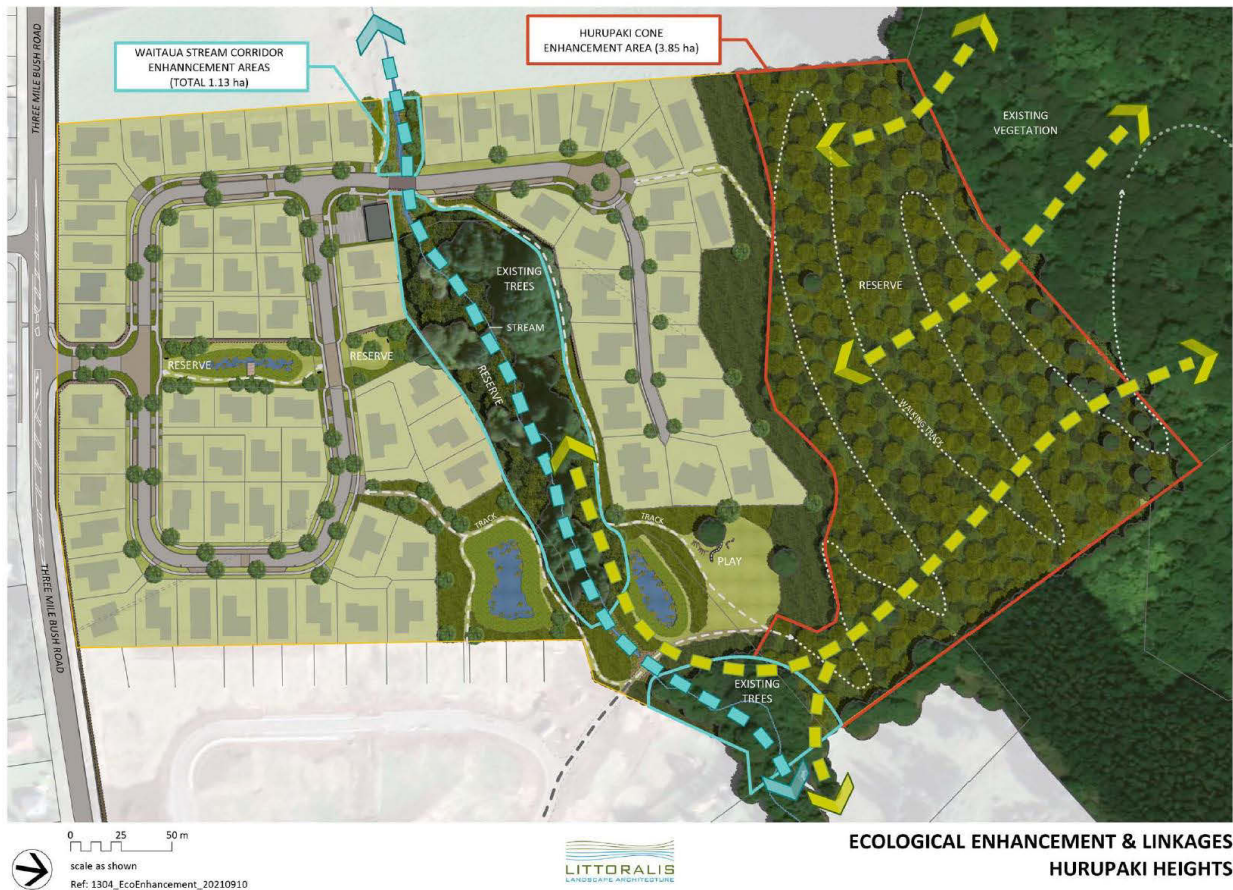 WAITAUA STREAM CORRIDOR
ENHANNCEMENT AREAS
(TOTAL 1.13 ha)
HURUPAKI CONE
ENHANCEMENT AREA (3.85 ha)
THREE MILE BUSH ROAD
EXISTING
VEGETATION
EXISTING
TREES
RESERVE
STREAM
RESERVE
RESERVE
RESERVE
WALKING TRACK
TRACK
TRACK
PLAY
THREE MILE BUSH ROAD
EXISTING
TREES
0 25 50 m
scale as shown
Ref: 1304_EcoEnhancement_20210910
LITTORALIS
LANDSCAPE ARCHITECTURE
ECOLOGICAL ENHANCEMENT & LINKAGES
HURUPAKI HEIGHTS